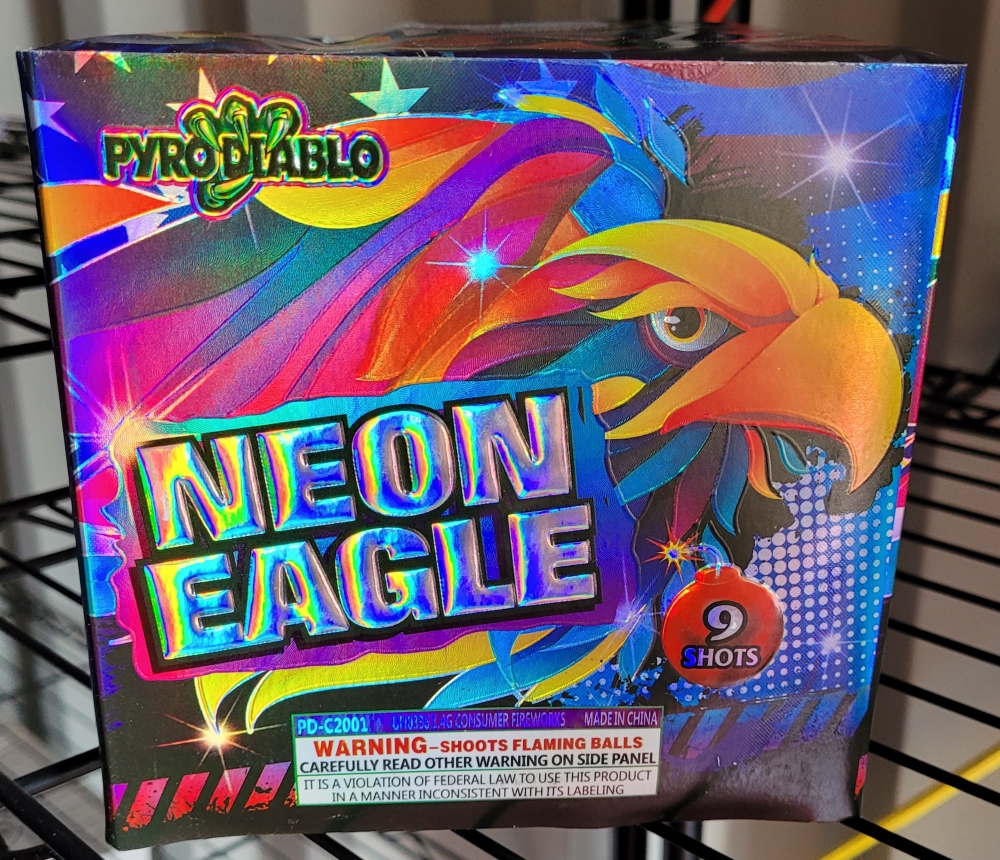 PYRO DIABLO
NEON
EAGLE
9
SHOTS
PD-C2001 UN0336 1.4G CONSUMER FIREWORKS MADE IN CHINA
WARNING–SHOOTS FLAMING BALLS
CAREFULLY READ OTHER WARNING ON SIDE PANEL
IT IS A VIOLATION OF FEDERAL LAW TO USE THIS PRODUCT
IN A MANNER INCONSISTENT WITH ITS LABELING